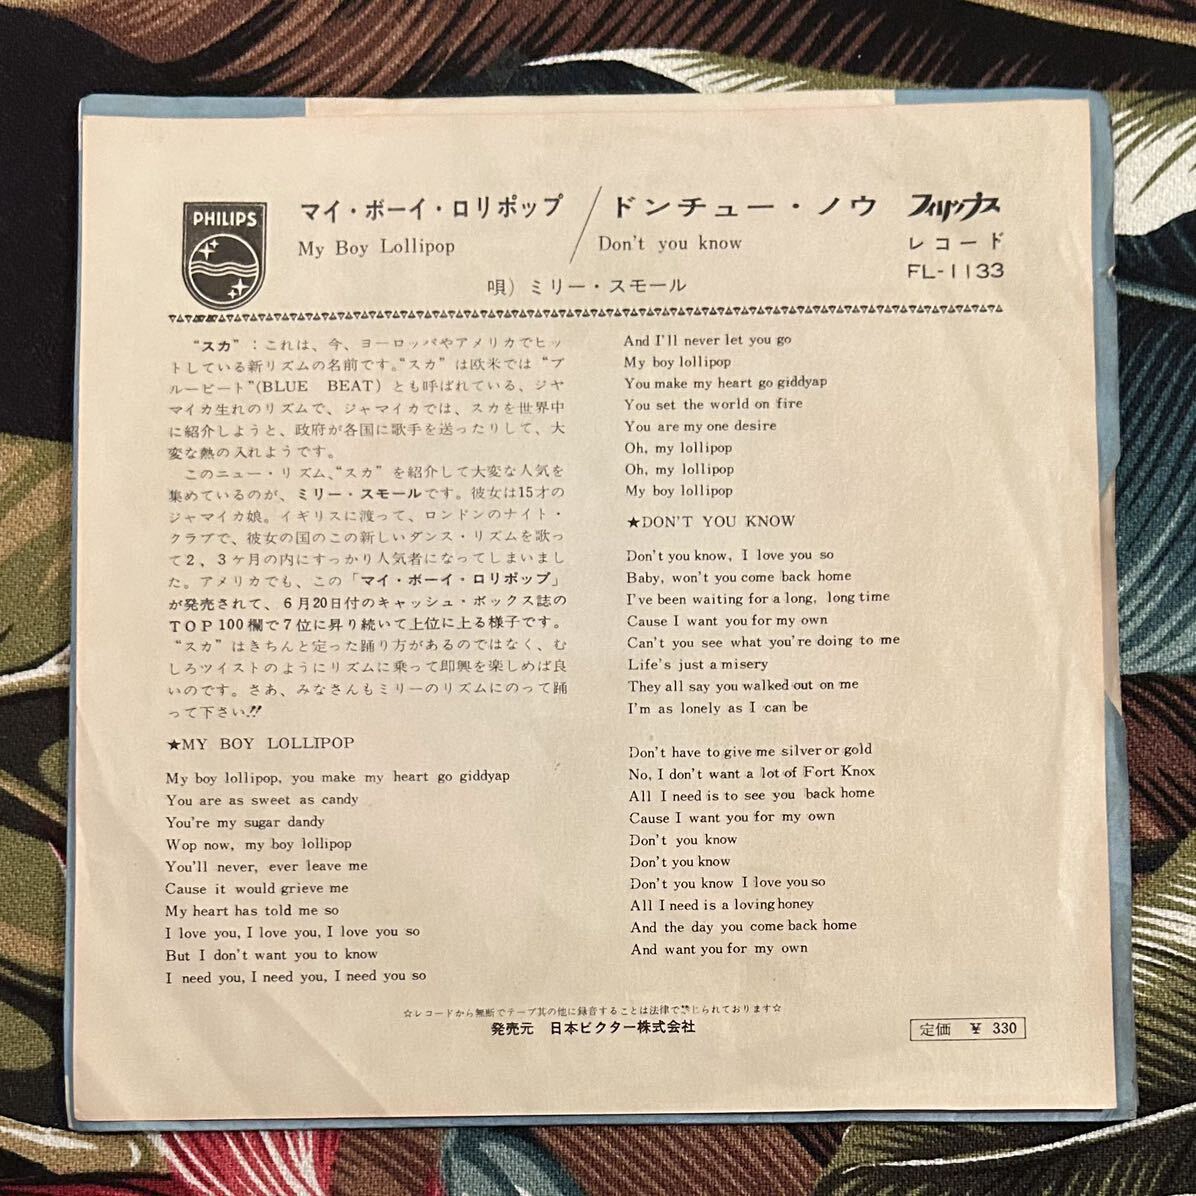 PHILIPS
マイ・ボーイ・ロリポップ / ドンチュー・ノウ
My Boy Lollipop
Don't you know
フィリップス
レコード
FL-1133
唄) ミリー・スモール
“スカ”：これは、今、ヨーロッパやアメリカでヒッ
トしている新リズムの名前です。“スカ”は欧米では“ブ
ルービート”(BLUE BEAT) とも呼ばれている、ジャ
マイカ生れのリズムで、ジャマイカでは、スカを世界中
に紹介しようと、政府が各国に歌手を送ったりして、大
変な熱の入れようです。
このニュー・リズム、“スカ”を紹介して大変な人気を
集めているのが、ミリー・スモールです。彼女は15才の
ジャマイカ娘。イギリスに渡って、ロンドンのナイト・
クラブで、彼女の国のこの新しいダンス・リズムを歌っ
て2，3ケ月の内にすっかり人気者になってしまいまし
た。アメリカでも、この「マイ・ボーイ・ロリポップ」
が発売されて、6月20日付のキャッシュ・ボックス誌の
TOP 100欄で7位に昇り続いて上位に上る様子です。
“スカ”はきちんと定った踊り方があるのではなく、む
しろツイストのようにリズムに乗って即興を楽しめば良
いのです。さあ、みなさんもミリーのリズムにのって踊
って下さい!!
★MY BOY LOLLIPOP
My boy lollipop, you make my heart go giddyap
You are as sweet as candy
You're my sugar dandy
Wop now, my boy lollipop
You'll never, ever leave me
Cause it would grieve me
My heart has told me so
I love you, I love you, I love you so
But I don't want you to know
I need you, I need you, I need you so
And I'll never let you go
My boy lollipop
You make my heart go giddyap
You set the world on fire
You are my one desire
Oh, my lollipop
Oh, my lollipop
My boy lollipop
★DON'T YOU KNOW
Don't you know, I love you so
Baby, won't you come back home
I've been waiting for a long, long time
Cause I want you for my own
Can't you see what you're doing to me
Life's just a misery
They all say you walked out on me
I'm as lonely as I can be
Don't have to give me silver or gold
No, I don't want a lot of Fort Knox
All I need is to see you back home
Cause I want you for my own
Don't you know
Don't you know
Don't you know I love you so
All I need is a loving honey
And the day you come back home
And want you for my own
☆レコードから無断でテープ其の他に録音することは法律で禁じられております☆
発売元 日本ビクター株式会社
定価 ￥ 330